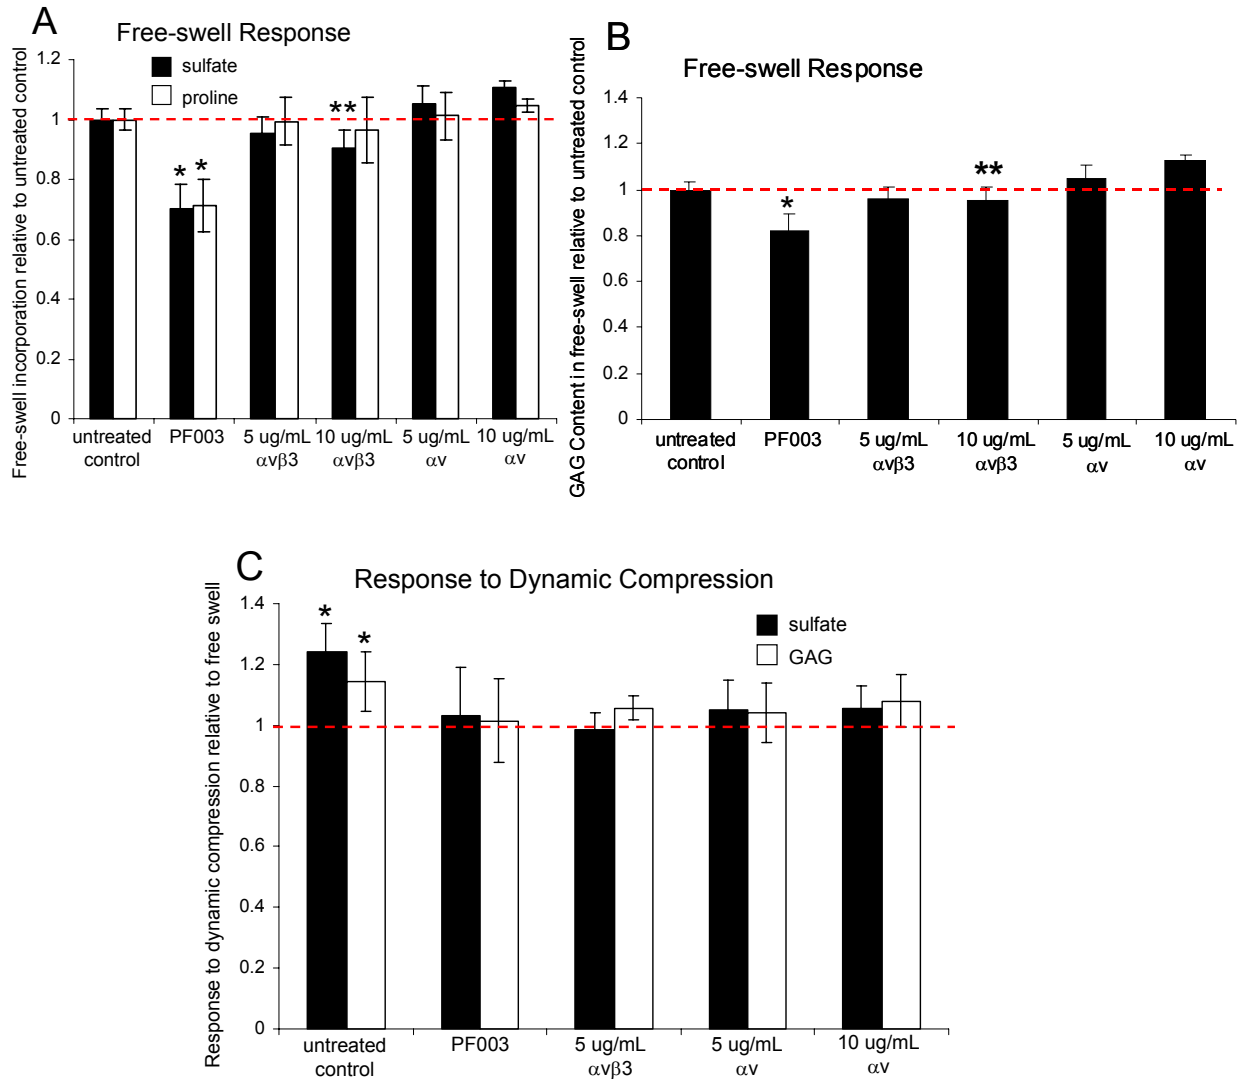 A
Free-swell Response
sulfate
proline
Free-swell incorporation relative to untreated control
1.2
1
0.8
0.6
0.4
0.2
0
* * **
untreated control
PF003
5 ug/mL αvβ3
10 ug/mL αvβ3
5 ug/mL αv
10 ug/mL αv
B
Free-swell Response
GAG Content in free-swell relative to untreated control
1.4
1.2
1
0.8
0.6
0.4
0.2
0
* **
untreated control
PF003
5 ug/mL αvβ3
10 ug/mL αvβ3
5 ug/mL αv
10 ug/mL αv
C
Response to Dynamic Compression
sulfate
GAG
Response to dynamic compression relative to free swell
1.4
1.2
1
0.8
0.6
0.4
0.2
0
* *
untreated control
PF003
5 ug/mL αvβ3
5 ug/mL αv
10 ug/mL αv